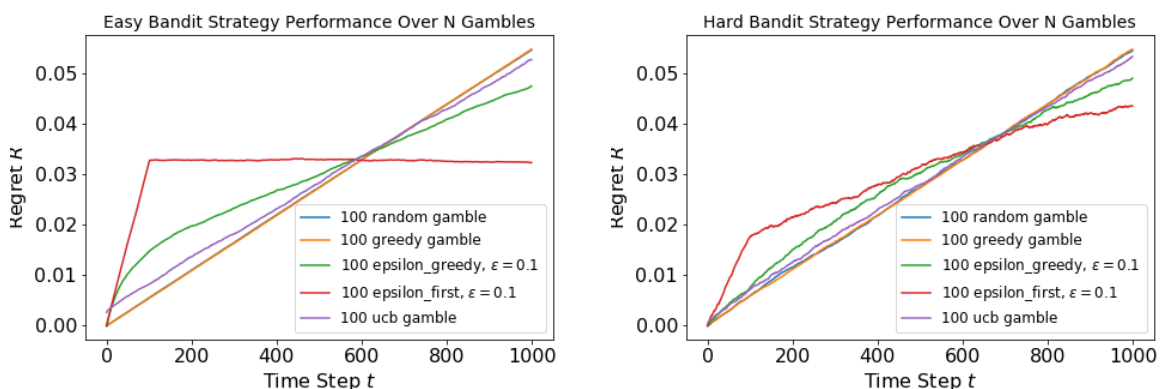 Easy Bandit Strategy Performance Over N Gambles
Regret R
0.05
0.04
0.03
0.02
0.01
0.00
100 random gamble
100 greedy gamble
100 epsilon_greedy, ε = 0.1
100 epsilon_first, ε = 0.1
100 ucb gamble
0 200 400 600 800 1000
Time Step t
Hard Bandit Strategy Performance Over N Gambles
Regret R
0.05
0.04
0.03
0.02
0.01
0.00
100 random gamble
100 greedy gamble
100 epsilon_greedy, ε = 0.1
100 epsilon_first, ε = 0.1
100 ucb gamble
0 200 400 600 800 1000
Time Step t